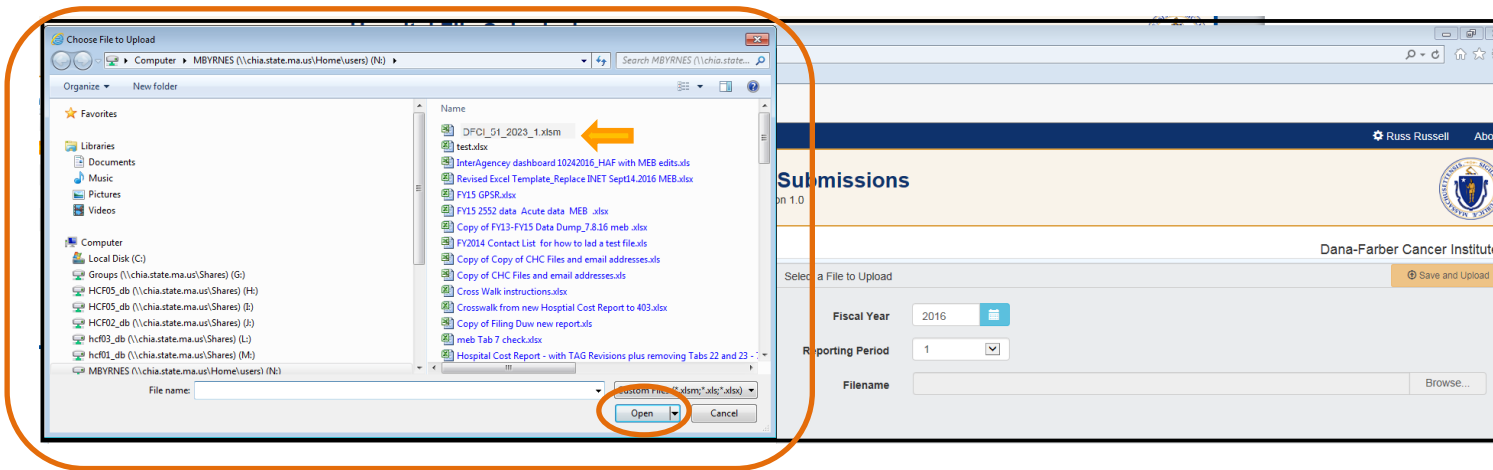 Choose File to Upload
Computer MBYRNES (\\chia.state.ma.us\Home\users) (N:)
Search MBYRNES (\\chia.state...
Organize New folder
Favorites
Libraries
Documents
Music
Pictures
Videos
Computer
Local Disk (C:)
Groups (\\chia.state.ma.us\Shares) (G:)
HCF05_db (\\chia.state.ma.us\Shares) (H:)
HCF05_db (\\chia.state.ma.us\Shares) (I:)
HCF02_db (\\chia.state.ma.us\Shares) (J:)
hcf03_db (\\chia.state.ma.us\Shares) (L:)
hcf01_db (\\chia.state.ma.us\Shares) (M:)
MBYRNES (\\chia.state.ma.us\Home\users) (N:)
Name
DFCI_51_2023_1.xlsm
test.xlsx
InterAgencey dashboard 10242016_HAF with MEB edits.xls
Revised Excel Template_Replace INET Sept14.2016 MEB.xlsx
FY15 GPSR.xlsx
FY15 2552 data Acute data MEB .xlsx
Copy of FY13-FY15 Data Dump_7.8.16 meb .xlsx
FY2014 Contact List for how to lad a test file.xls
Copy of Copy of CHC Files and email addresses.xls
Copy of CHC Files and email addresses.xls
Cross Walk instructions.xlsx
Crosswalk from new Hosptial Cost Report to 403.xlsx
Copy of Filing Duw new report.xls
meb Tab 7 check.xlsx
Hospital Cost Report - with TAG Revisions plus removing Tabs 22 and 23 -
File name:
Custom Files (*.xlsm;*.xls;*.xlsx)
Open Cancel
Russ Russell Abo
Submissions
on 1.0
Dana-Farber Cancer Institute
Select a File to Upload
Save and Upload
Fiscal Year 2016
Reporting Period 1
Filename Browse...